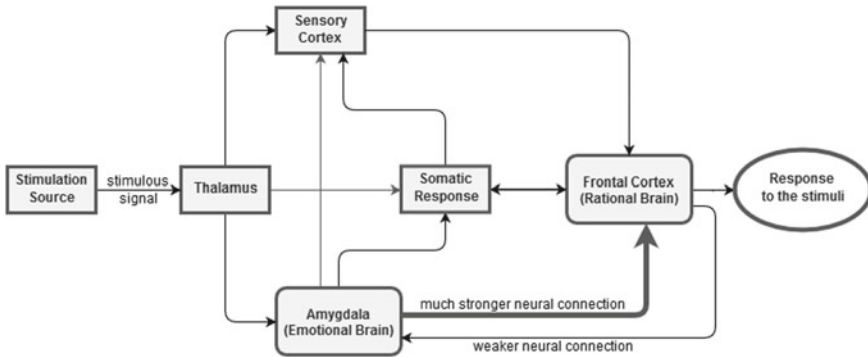 Sensory
Cortex
Stimulation
Source
stimulous
signal
Thalamus
Somatic
Response
Frontal Cortex
(Rational Brain)
Response
to the stimuli
Amygdala
(Emotional Brain)
much stronger neural connection
weaker neural connection